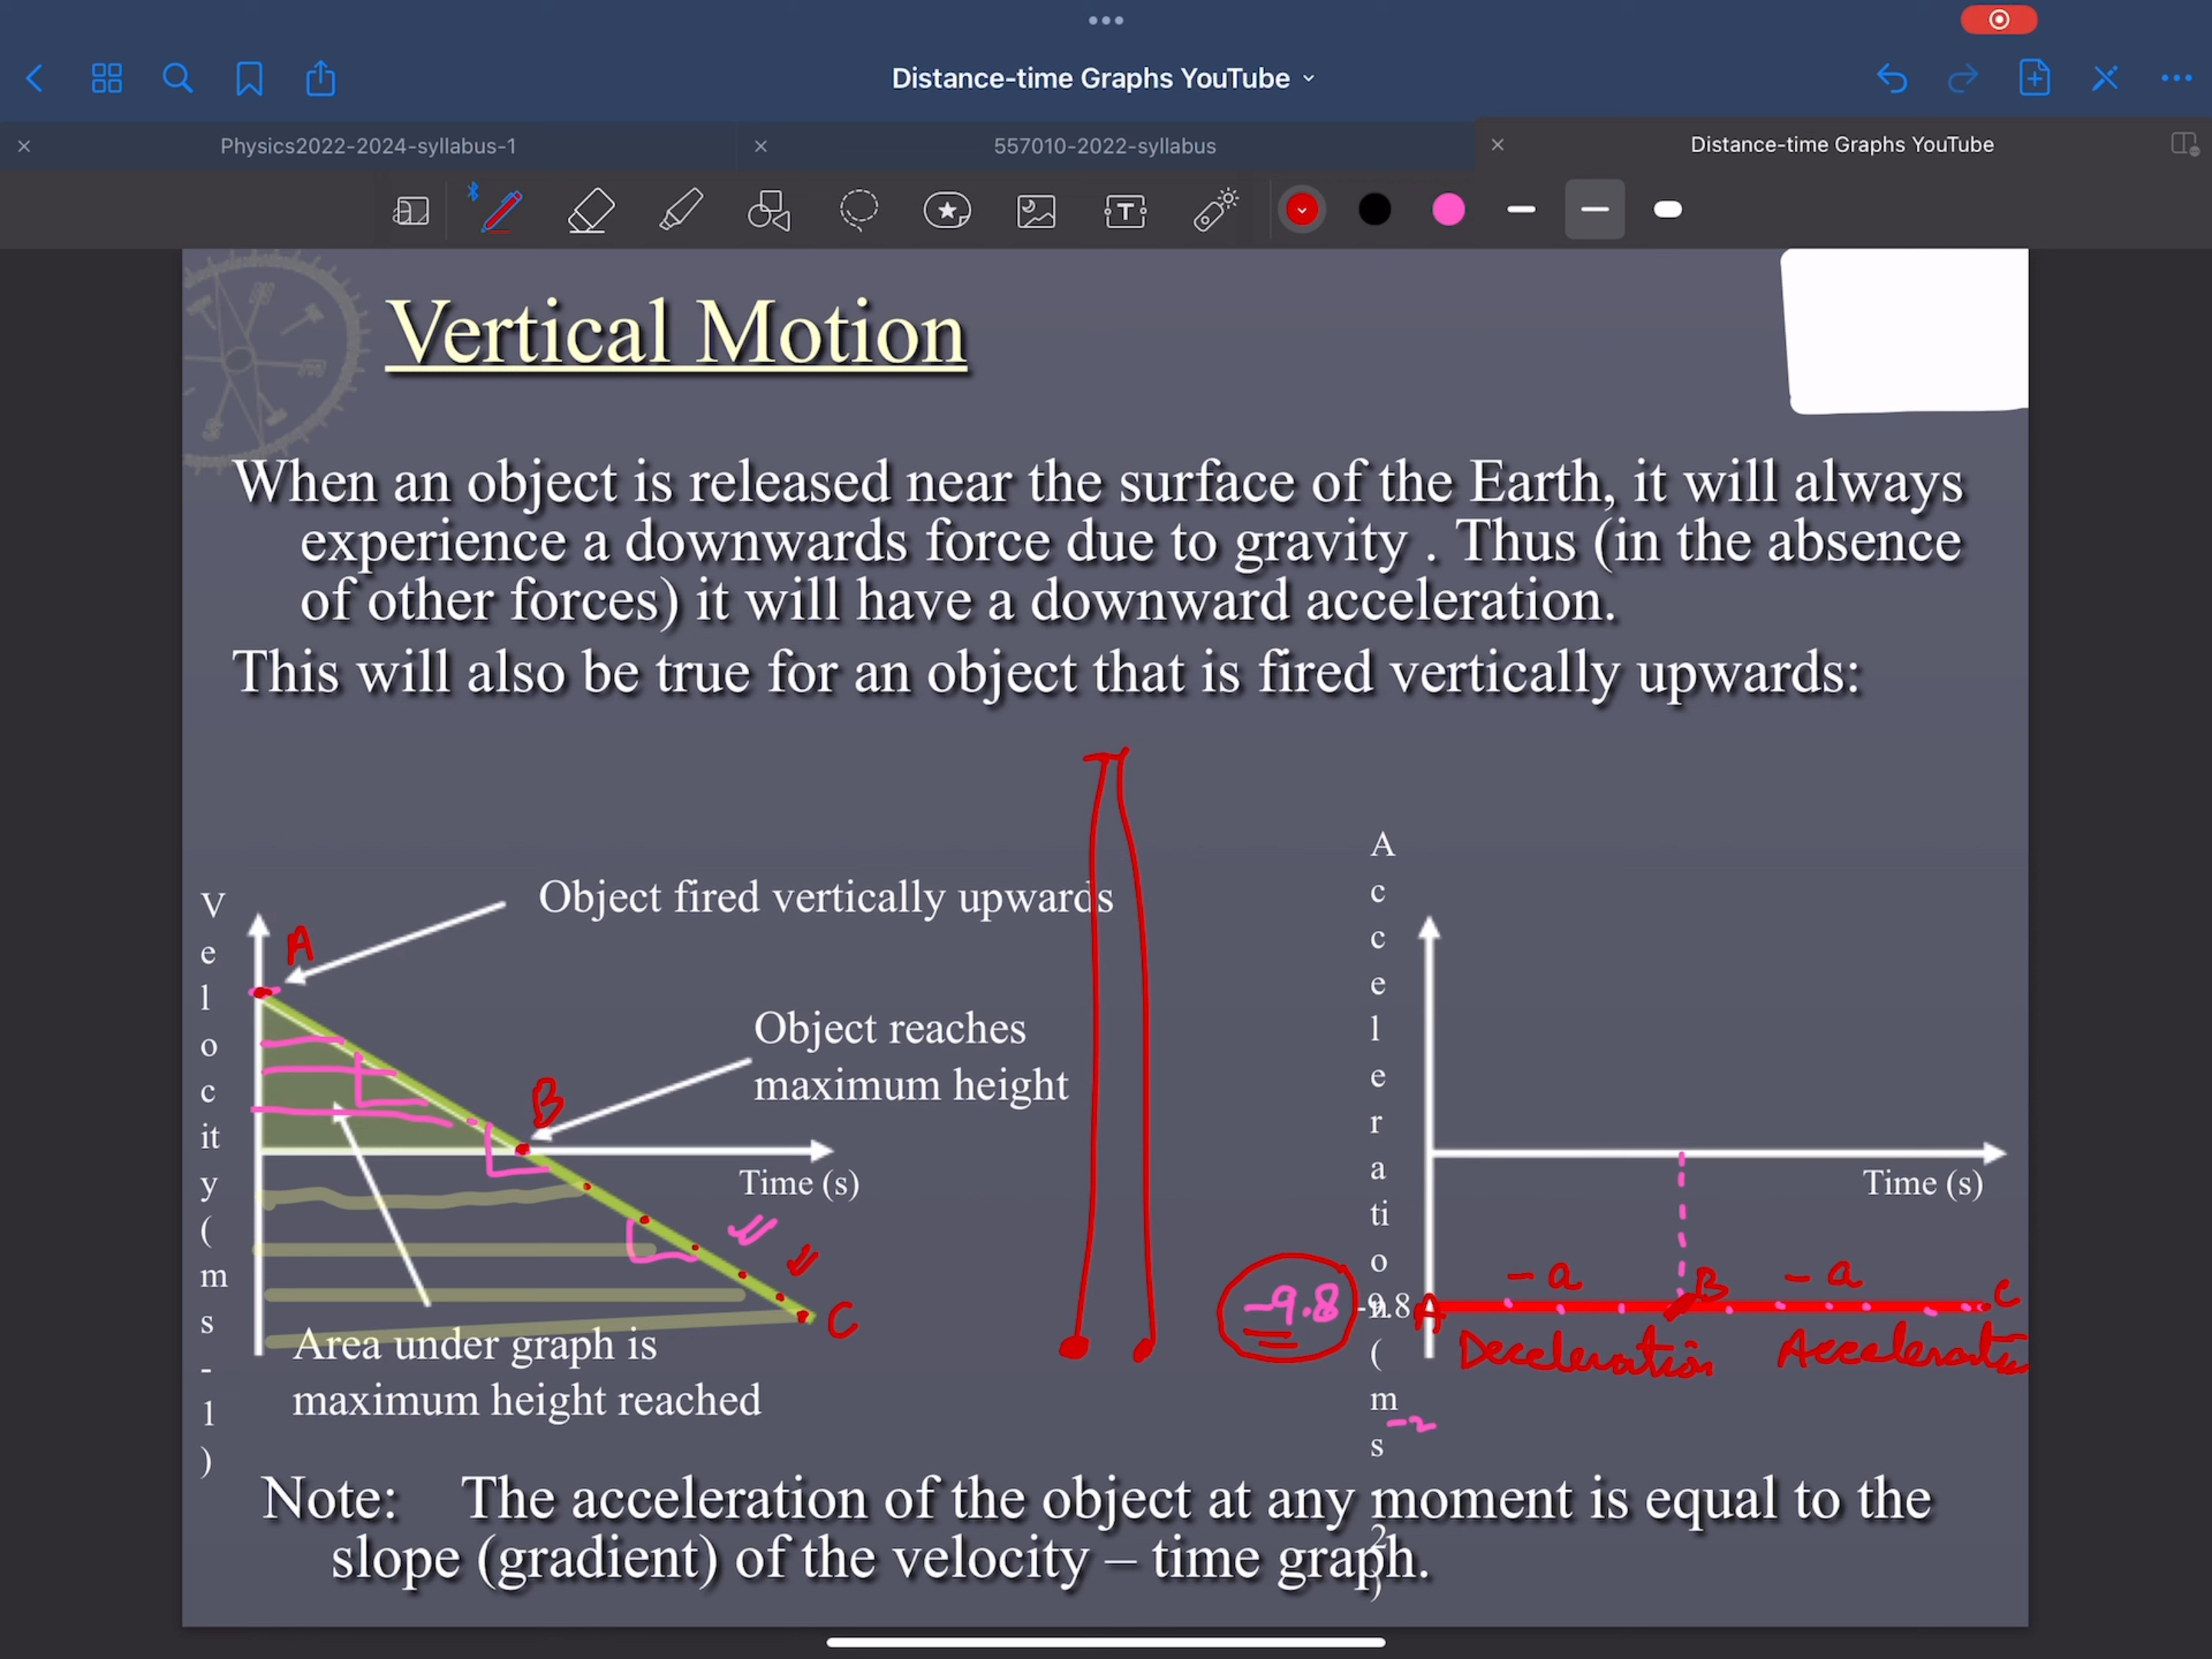 Distance-time Graphs YouTube
Physics2022-2024-syllabus-1
557010-2022-syllabus
Distance-time Graphs YouTube
Vertical Motion
When an object is released near the surface of the Earth, it will always
experience a downwards force due to gravity . Thus (in the absence
of other forces) it will have a downward acceleration.
This will also be true for an object that is fired vertically upwards:
Velocity (ms-1)
A
Object fired vertically upwards
Object reaches
maximum height
B
Time (s)
C
Area under graph is
maximum height reached
Acceleration (ms-2)
Time (s)
-9.8
-9.8
A
-a
B
-a
C
Deceleration
Acceleration
-2
Note: The acceleration of the object at any moment is equal to the
slope (gradient) of the velocity – time graph.